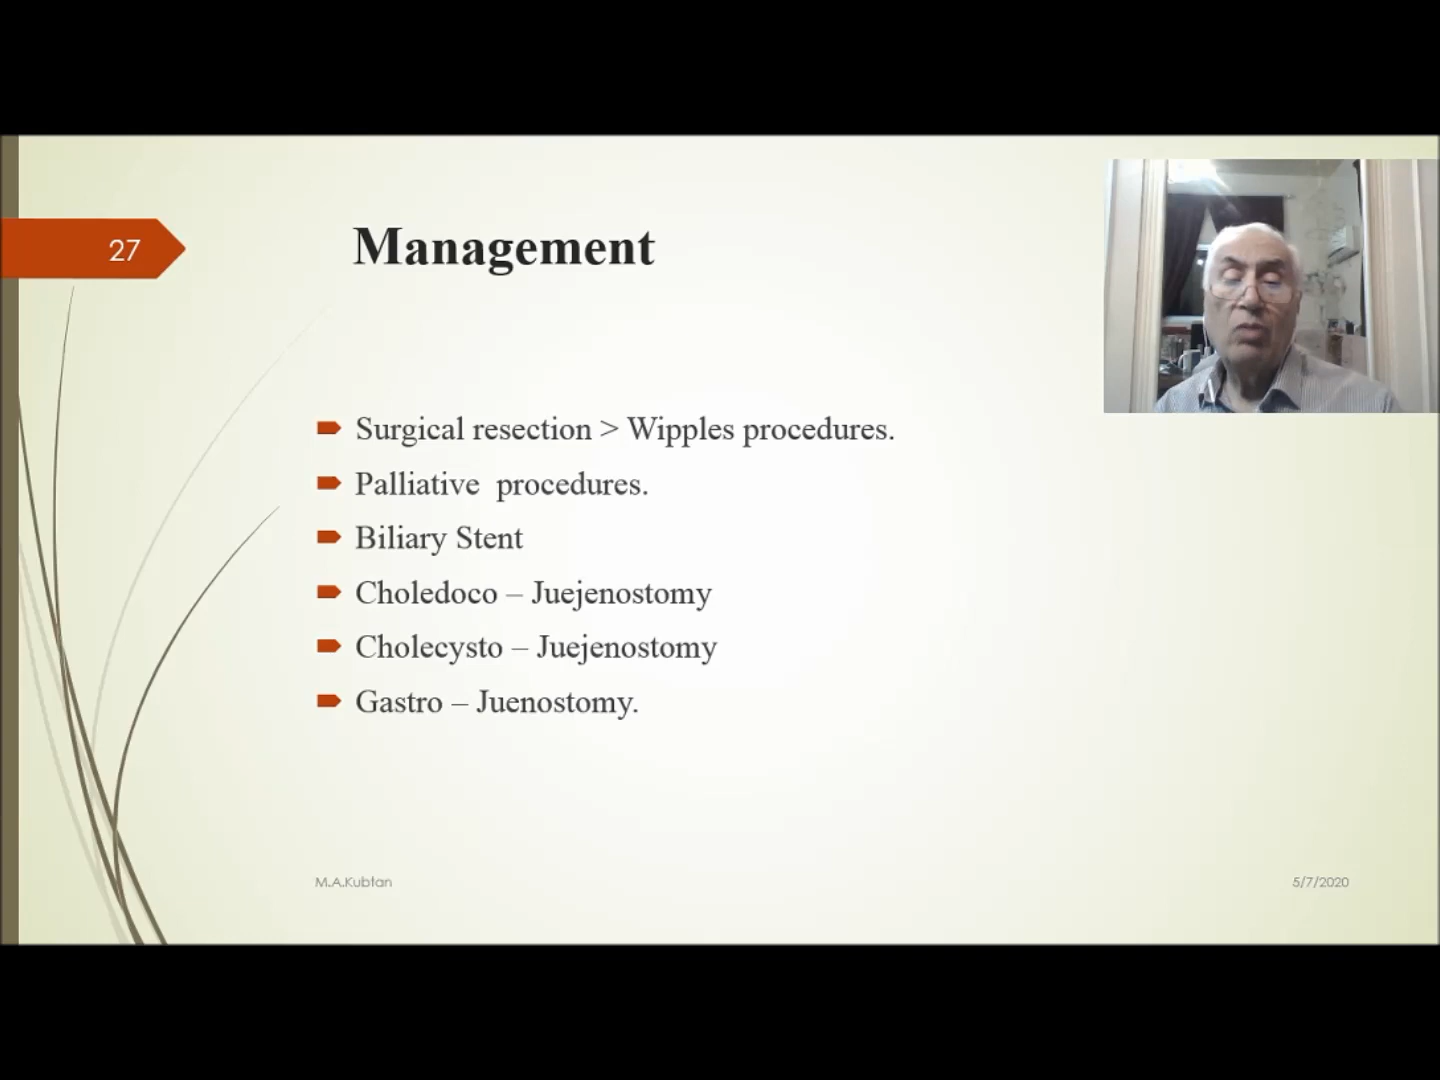 27
Management
Surgical resection > Wipples procedures.
Palliative  procedures.
Biliary Stent
Choledoco – Juejenostomy
Cholecysto – Juejenostomy
Gastro – Juenostomy.
M.A.Kubtan
5/7/2020